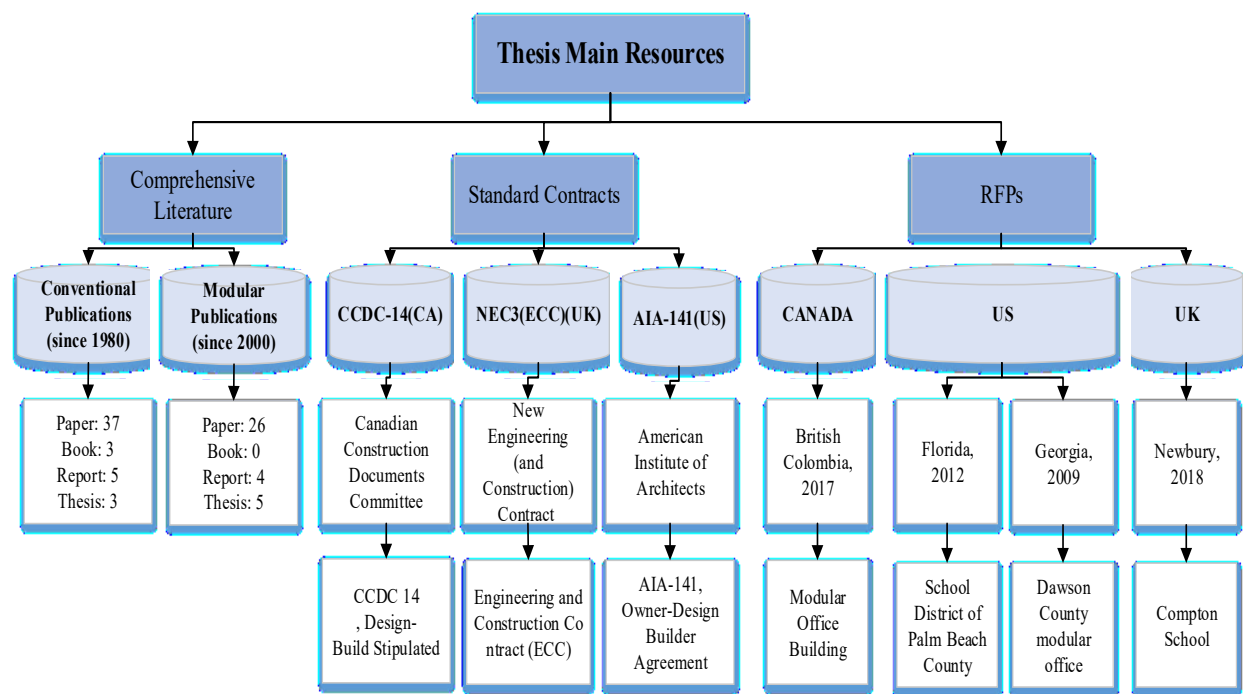 Thesis Main Resources
Comprehensive
Literature
Standard Contracts
RFPs
Conventional
Publications
(since 1980)
Modular
Publications
(since 2000)
CCDC-14(CA)
NEC3(ECC)(UK)
AIA-141(US)
CANADA
US
UK
Paper: 37
Book: 3
Report: 5
Thesis: 3
Paper: 26
Book: 0
Report: 4
Thesis: 5
Canadian
Construction
Documents
Committee
New
Engineering
(and
Construction)
Contract
American
Institute of
Architects
British
Colombia,
2017
Florida,
2012
Georgia,
2009
Newbury,
2018
CCDC 14
, Design-
Build Stipulated
Engineering and
Construction Co
ntract (ECC)
AIA-141,
Owner-Design
Builder
Agreement
Modular
Office
Building
School
District of
Palm Beach
County
Dawson
County
modular
office
Compton
School